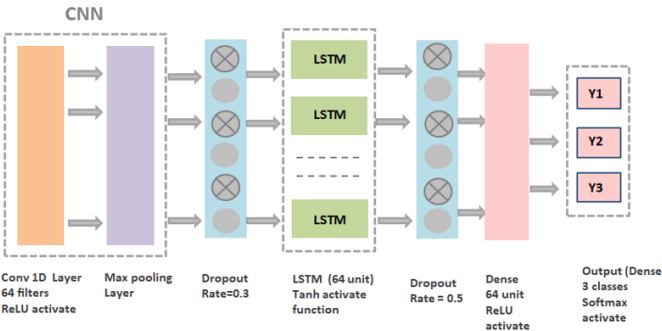 CNN
LSTM
LSTM
LSTM
Y1
Y2
Y3
Conv 1D Layer
64 filters
ReLU activate
Max pooling
Layer
Dropout
Rate=0.3
LSTM (64 unit)
Tanh activate
function
Dropout
Rate = 0.5
Dense
64 unit
ReLU
activate
Output (Dense
3 classes
Softmax
activate